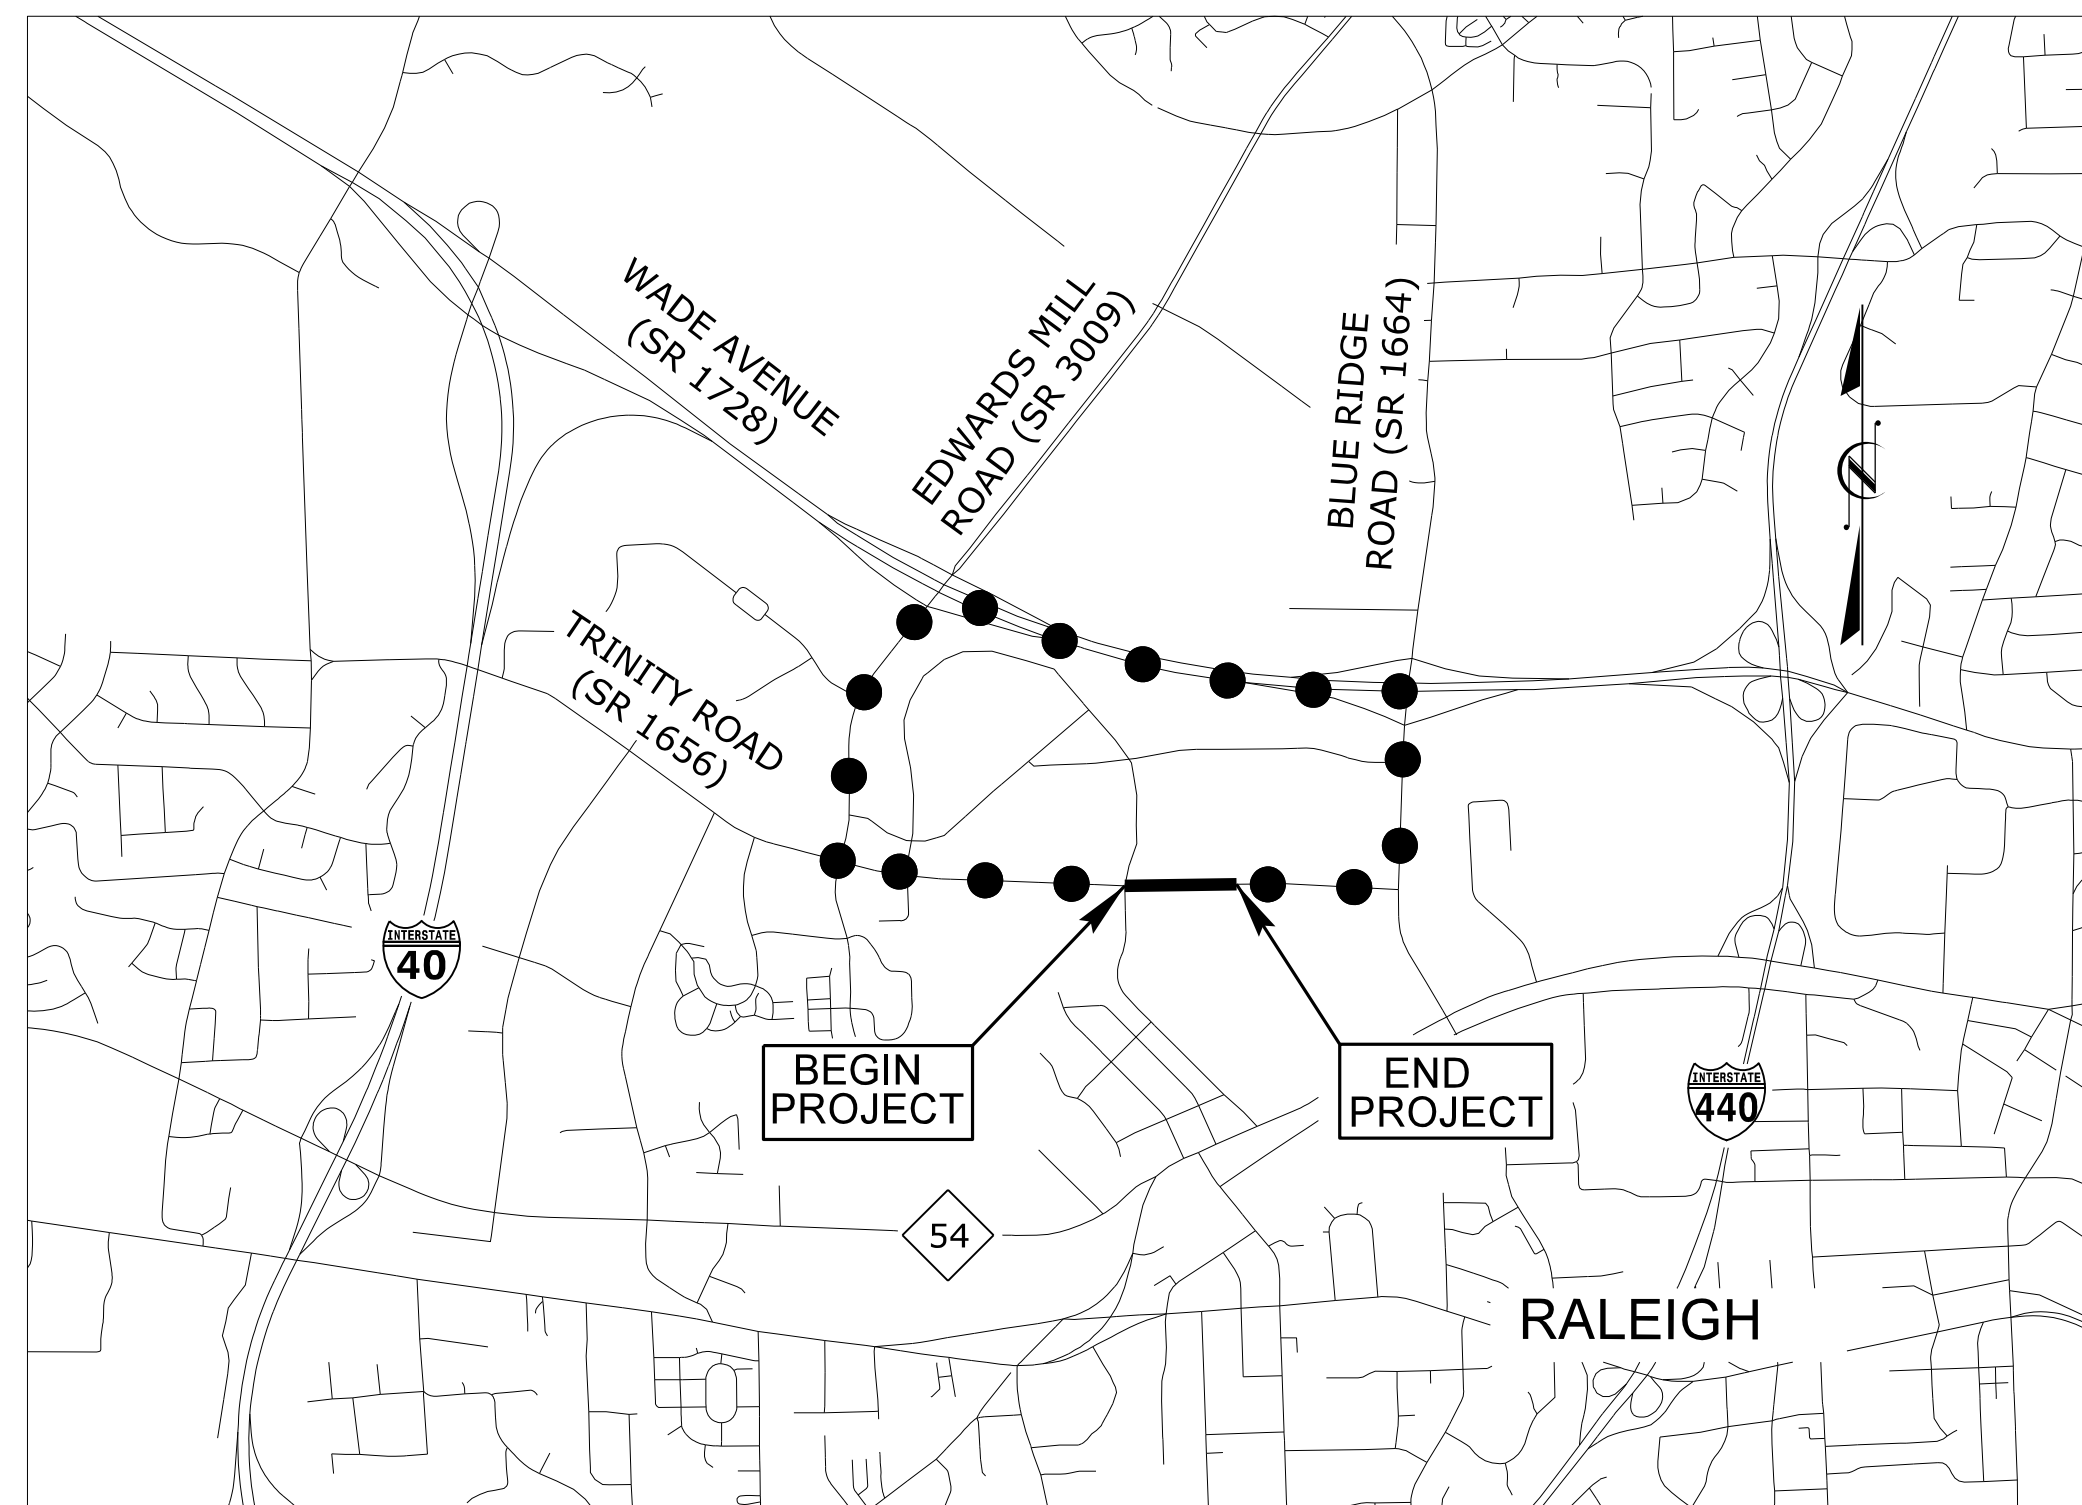 WADE AVENUE
(SR 1728)
EDWARDS MILL
ROAD (SR 3009)
BLUE RIDGE
ROAD (SR 1664)
TRINITY ROAD
(SR 1656)
INTERSTATE
40
BEGIN
PROJECT
END
PROJECT
INTERSTATE
440
54
RALEIGH